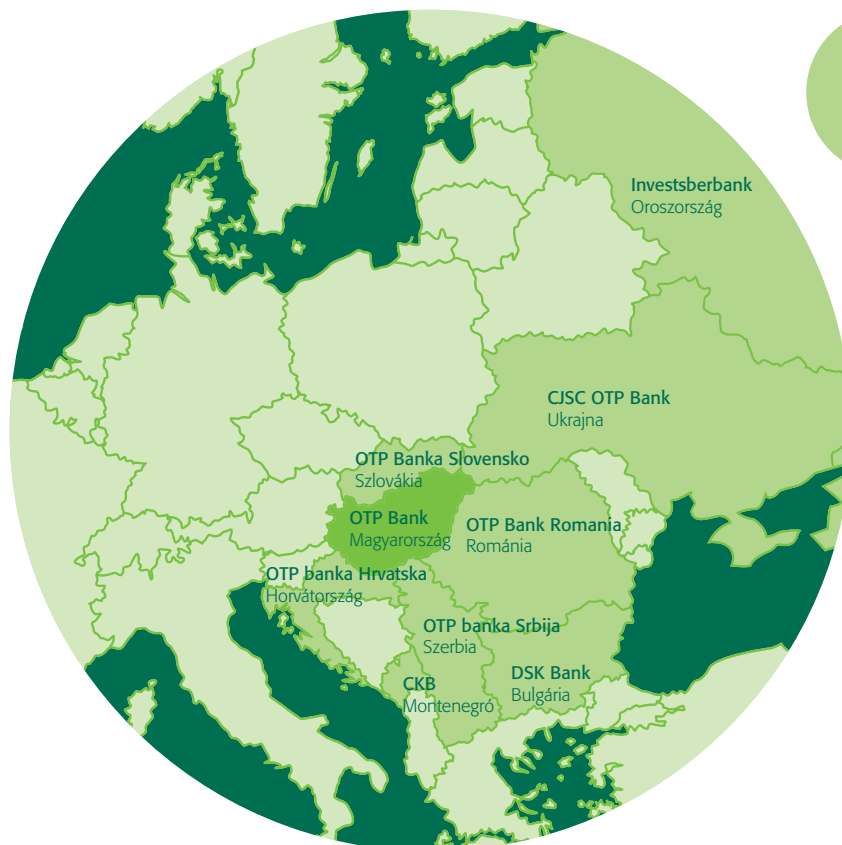 Investsberbank
Oroszország
CJSC OTP Bank
Ukrajna
OTP Banka Slovensko
Szlovákia
OTP Bank
Magyarország
OTP Bank Romania
Románia
OTP banka Hrvatska
Horvátország
OTP banka Srbija
Szerbia
DSK Bank
Bulgária
CKB
Montenegró